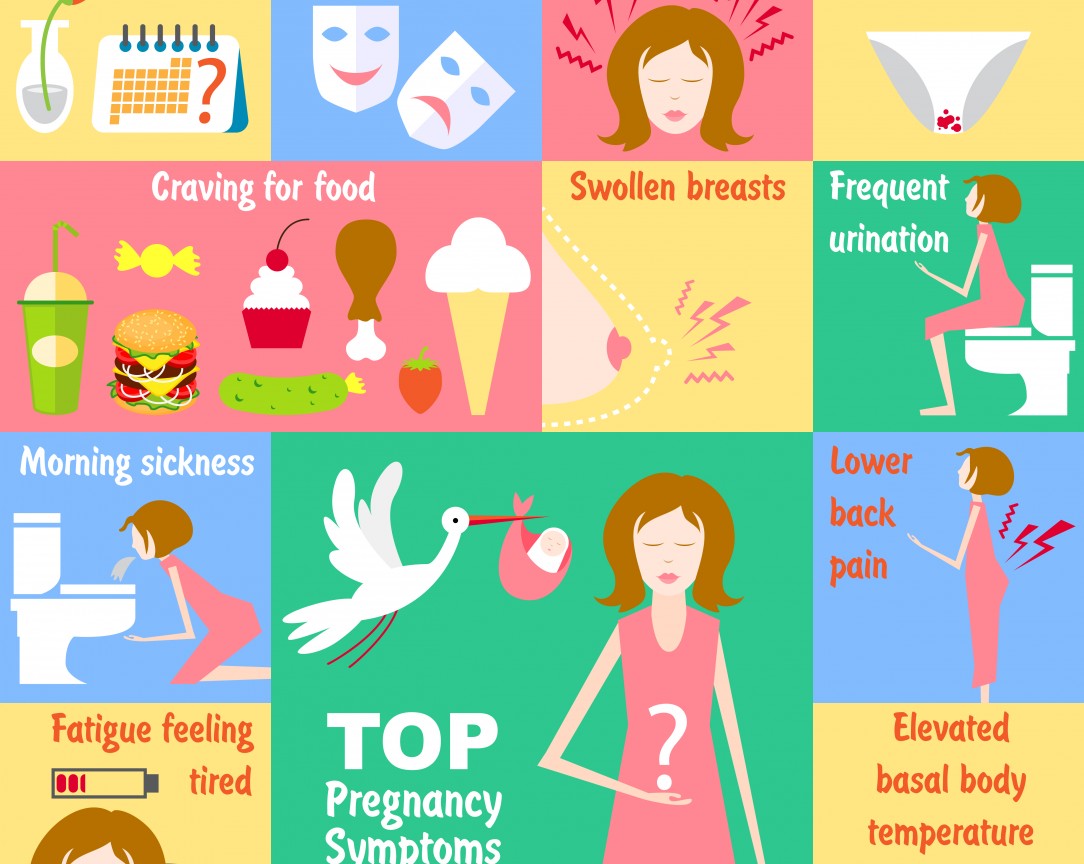 ?
Craving for food
Swollen breasts
Frequent
urination
Morning sickness
Lower
back
pain
Fatigue feeling
tired
?
TOP
Pregnancy
Symptoms
Elevated
basal body
temperature